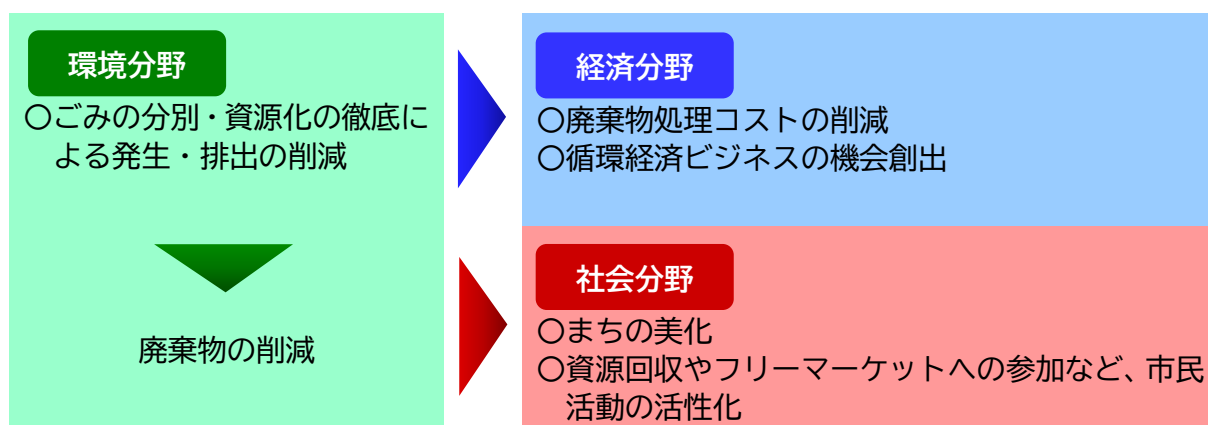 環境分野
〇ごみの分別・資源化の徹底に
よる発生・排出の削減
廃棄物の削減
経済分野
〇廃棄物処理コストの削減
〇循環経済ビジネスの機会創出
社会分野
〇まちの美化
〇資源回収やフリーマーケットへの参加など、市民
活動の活性化